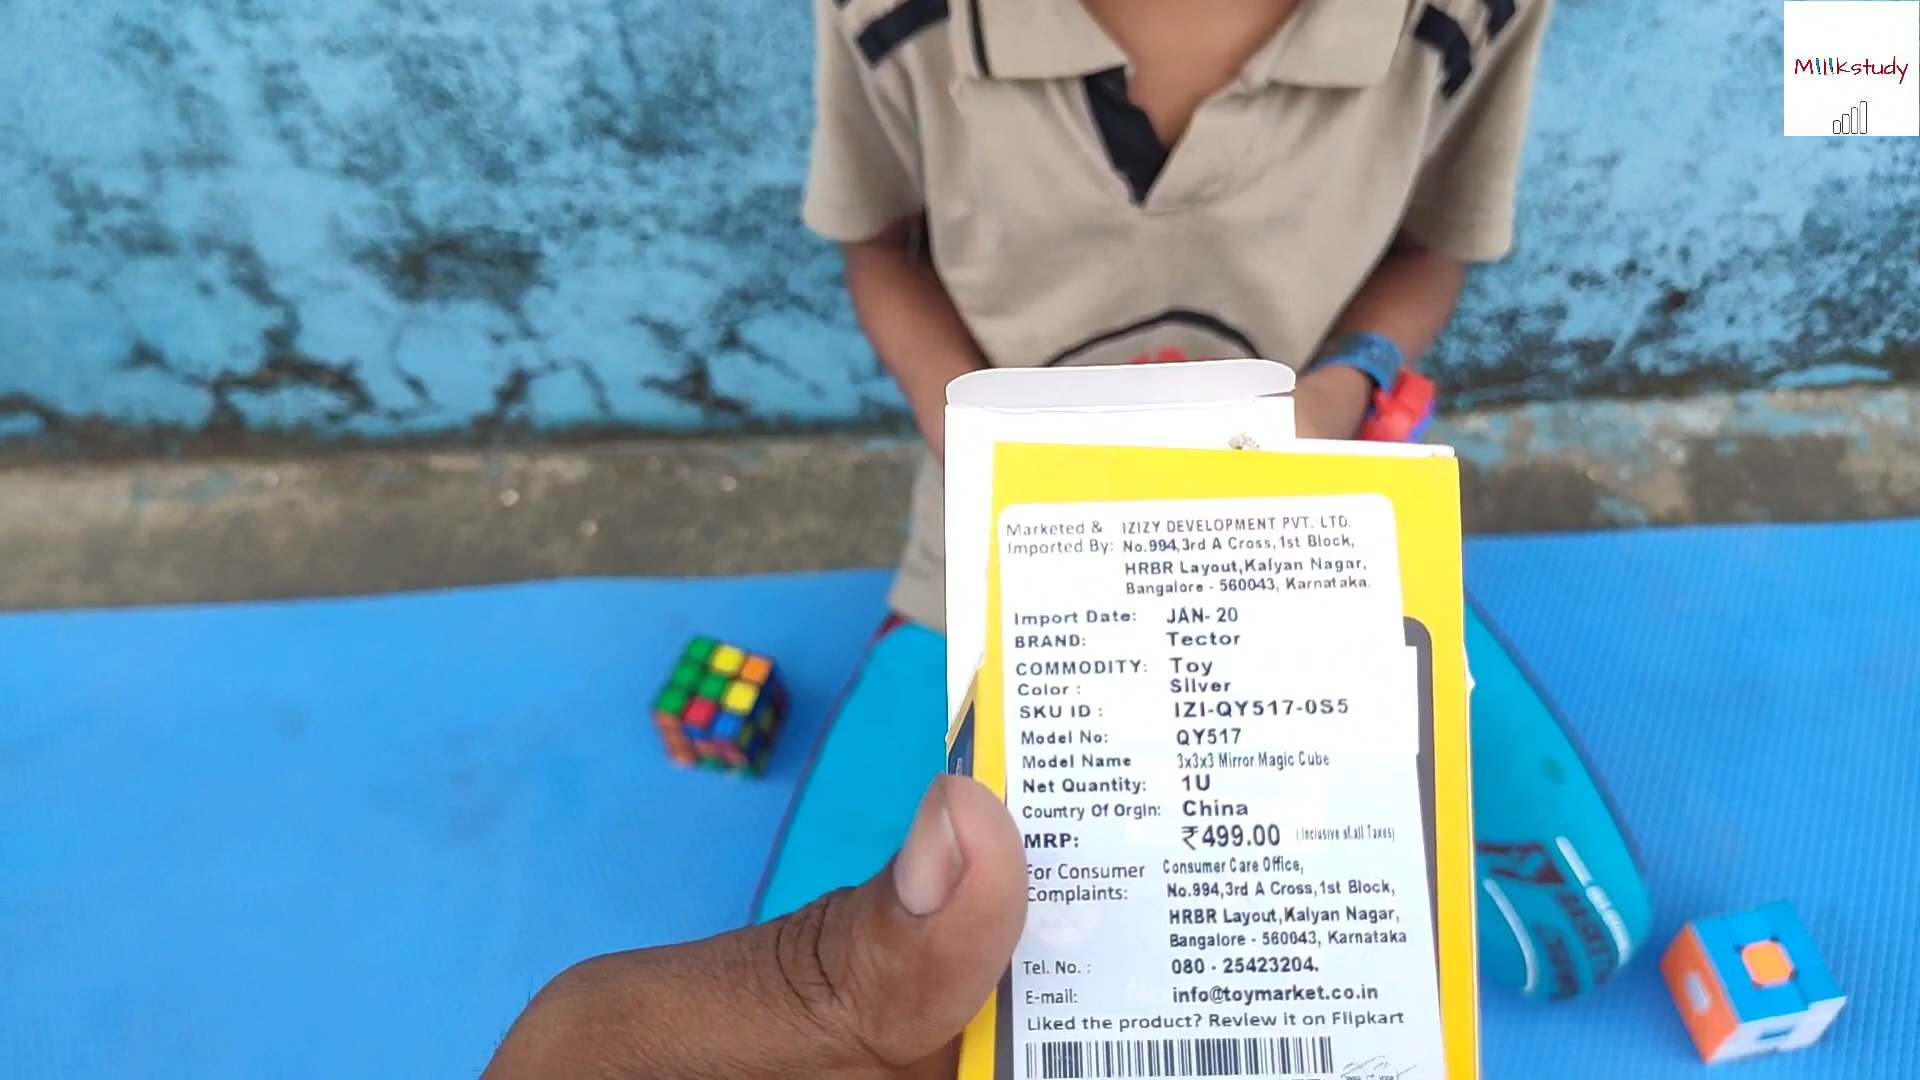 Mıllkstudy
Marketed & IZIZY DEVELOPMENT PVT. LTD.
Imported By: No.994,3rd A Cross,1st Block,
HRBR Layout,Kalyan Nagar,
Bangalore - 560043, Karnataka.
Import Date: JAN- 20
BRAND: Tector
COMMODITY: Toy
Color : Silver
SKU ID : IZI-QY517-0S5
Model No: QY517
Model Name 3x3x3 Mirror Magic Cube
Net Quantity: 1U
Country Of Orgin: China
MRP: ₹499.00 (Inclusive of.all Taxes)
For Consumer Consumer Care Office,
Complaints: No.994,3rd A Cross,1st Block,
HRBR Layout,Kalyan Nagar,
Bangalore - 560043, Karnataka
Tel. No. : 080 - 25423204.
E-mail: info@toymarket.co.in
Liked the product? Review it on Flipkart